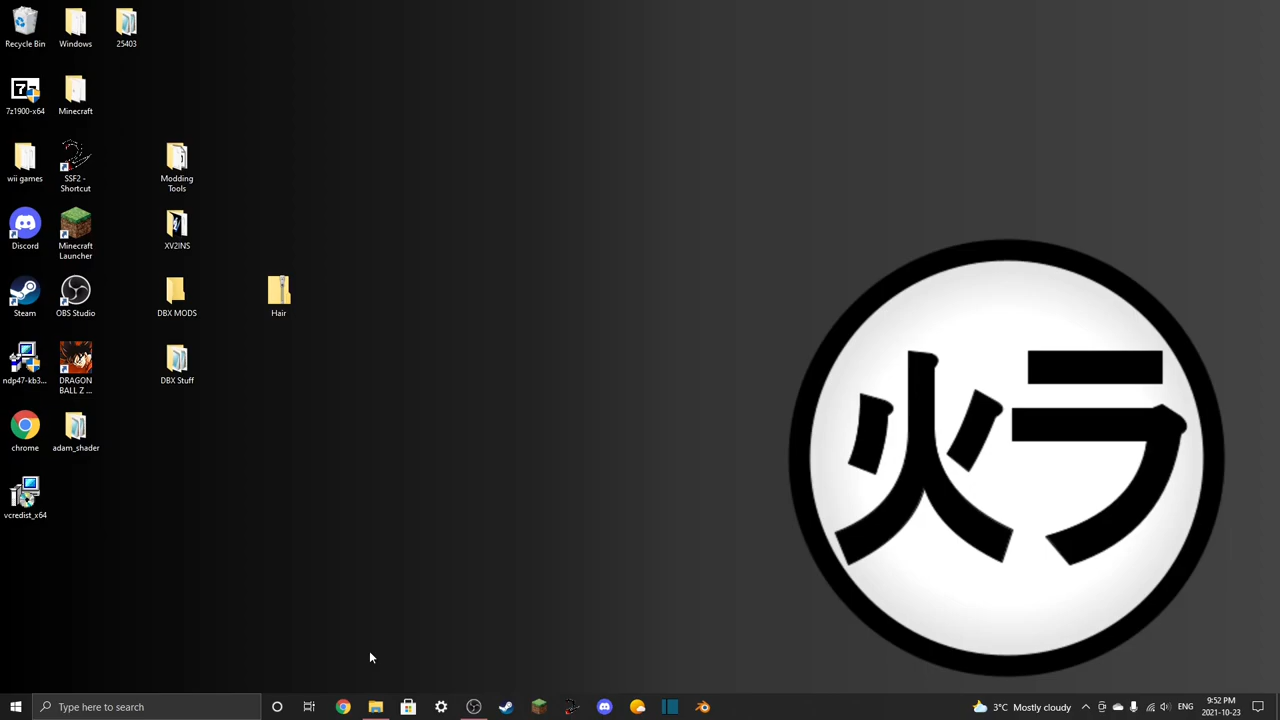 Recycle Bin
Windows
25403
7z1900-x64
Minecraft
wii games
SSF2 -
Shortcut
Modding
Tools
Discord
Minecraft
Launcher
XV2INS
Steam
OBS Studio
DBX MODS
Hair
ndp47-kb3...
DRAGON
BALL Z ...
DBX Stuff
chrome
adam_shader
vcredist_x64
火ラ
Type here to search
3°C Mostly cloudy
ENG
9:52 PM
2021-10-23